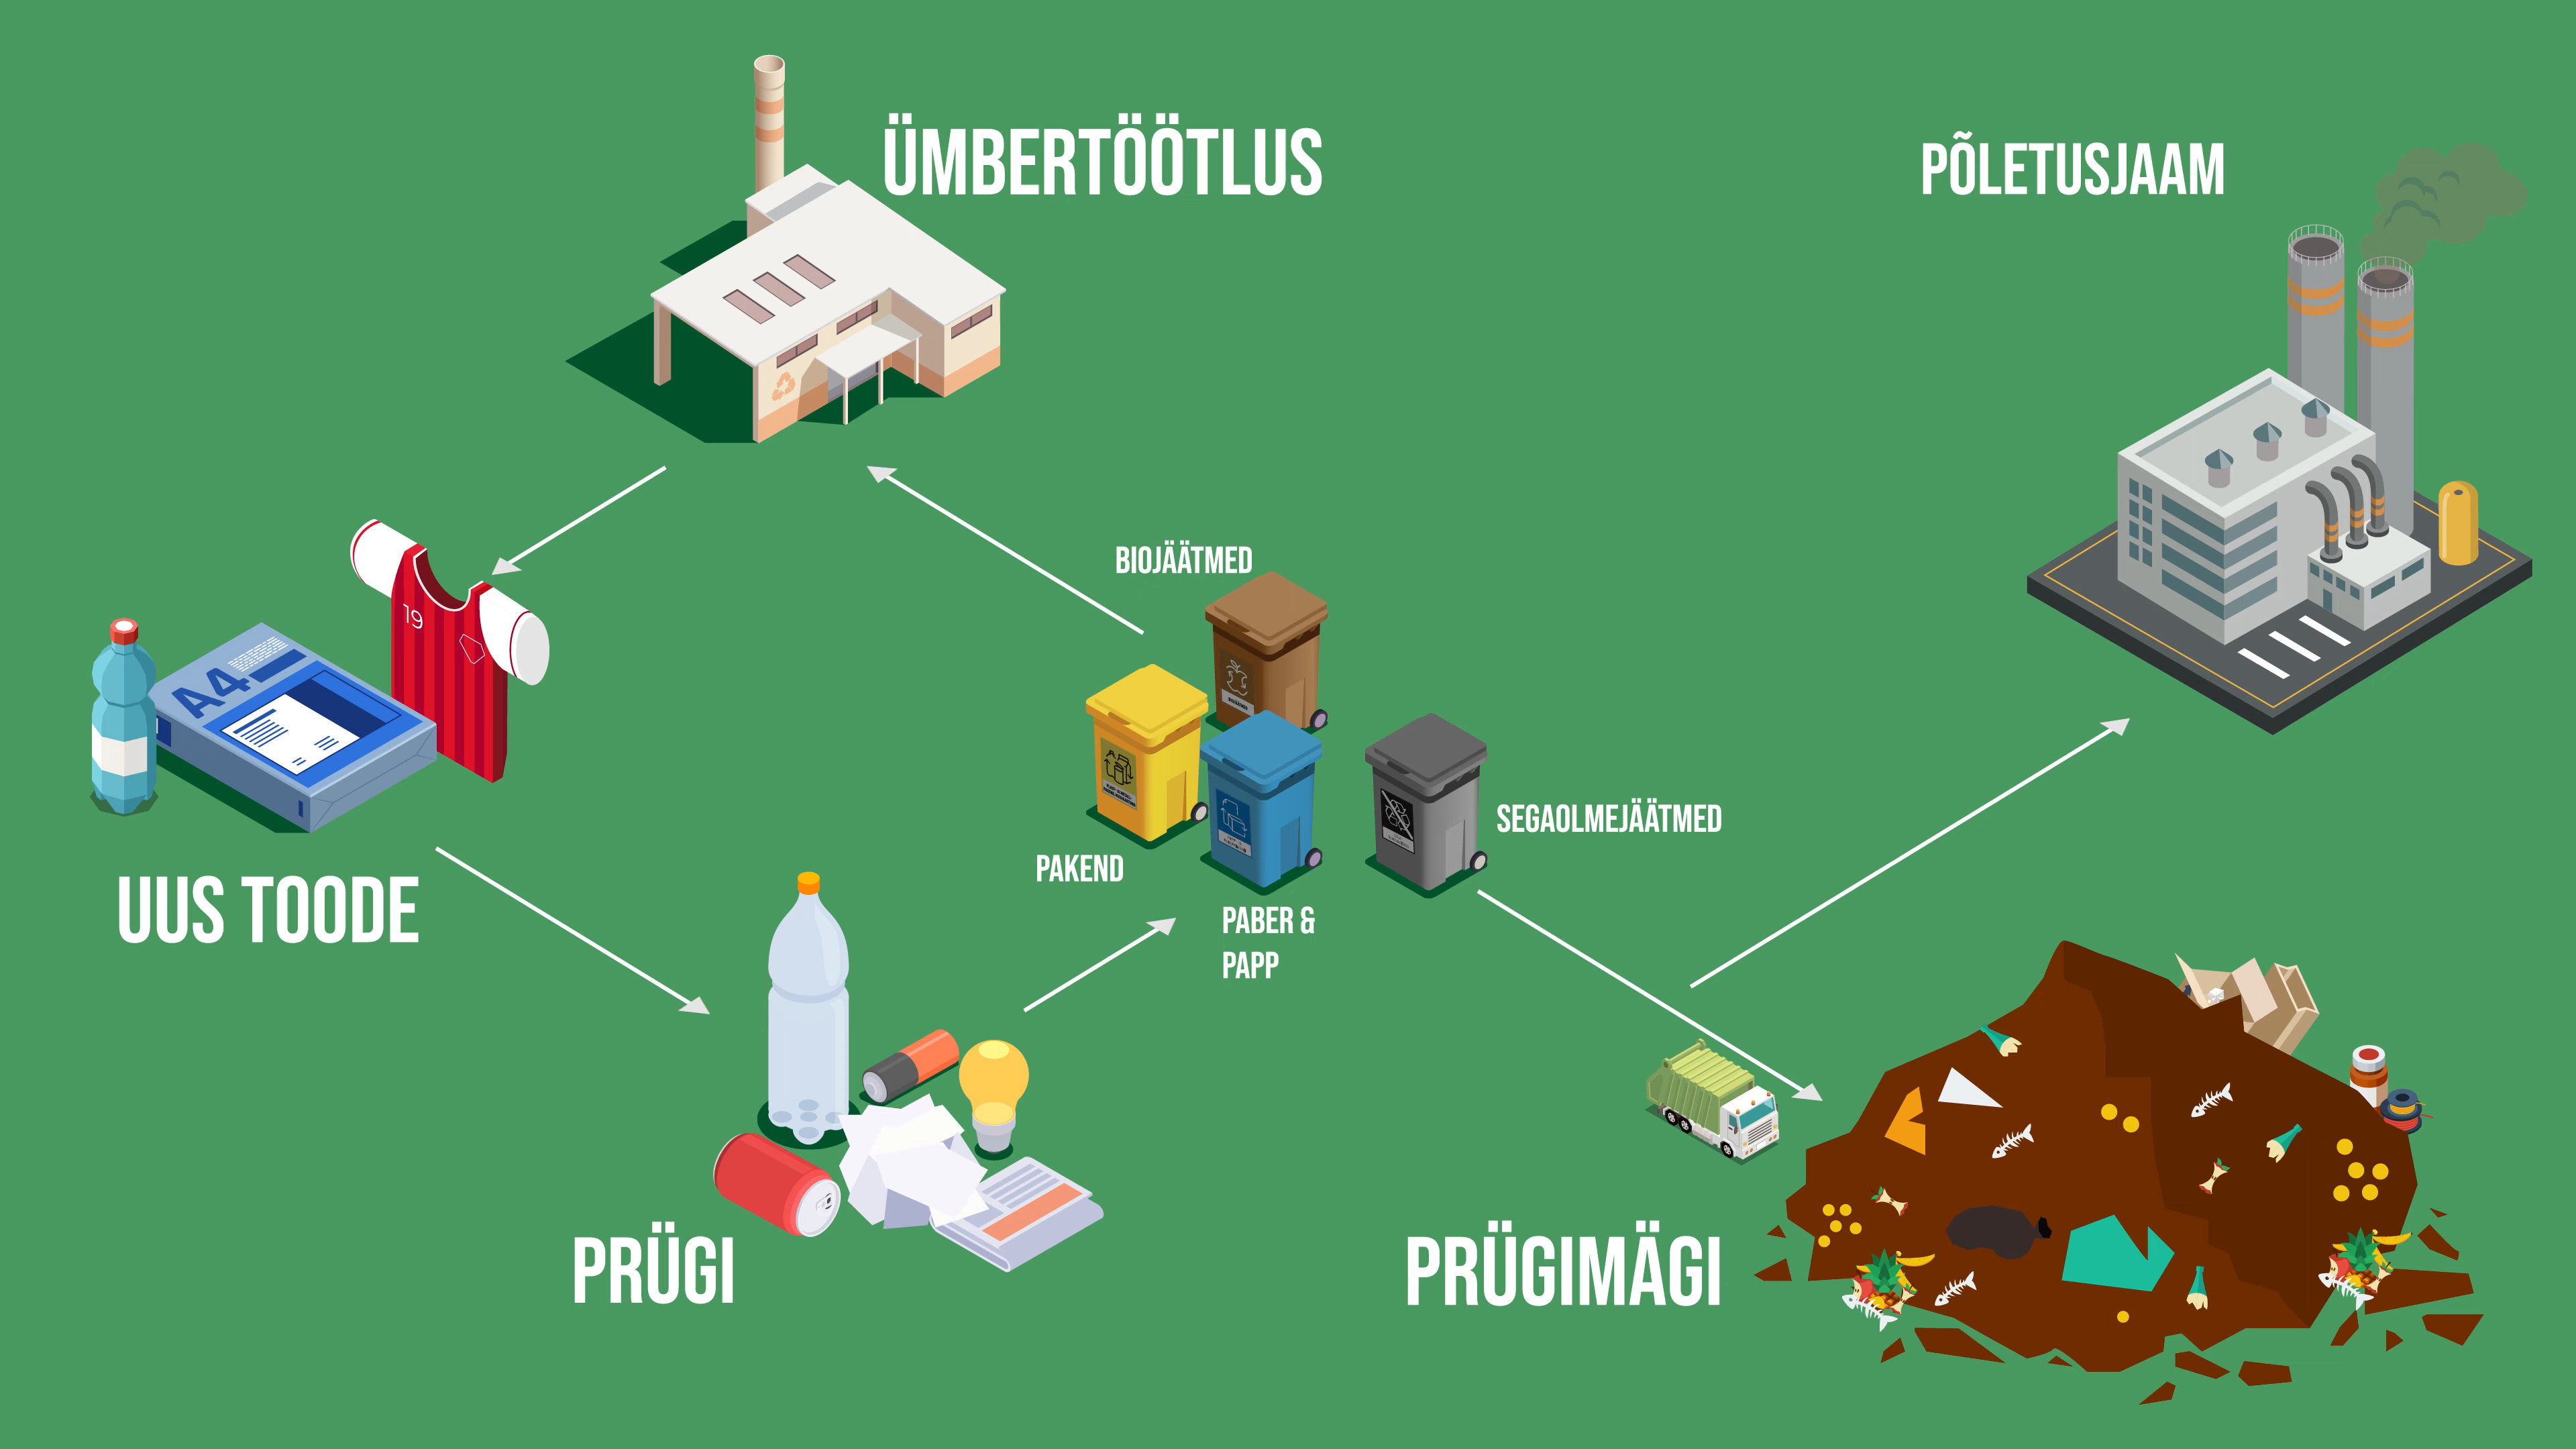 ÜMBERTÖÖTLUS
PÕLETUSJAAM
BIOJÄÄTMED
19
A4
SEGAOLMEJÄÄTMED
PAKEND
UUS TOODE
PABER &
PAPP
PRÜGI
PRÜGIMÄGI